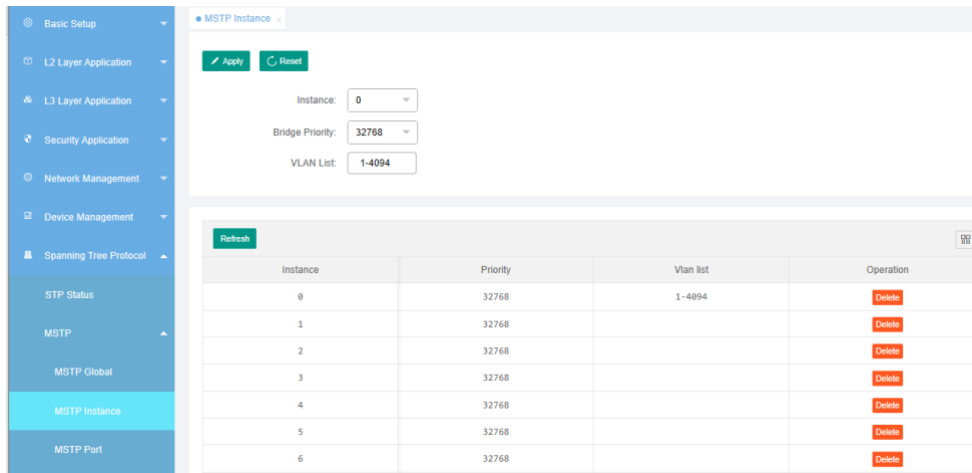 Basic Setup
L2 Layer Application
L3 Layer Application
Security Application
Network Management
Device Management
Spanning Tree Protocol
STP Status
MSTP
MSTP Global
MSTP Instance
MSTP Port
MSTP Instance ×
Apply Reset
Instance: 0
Bridge Priority: 32768
VLAN List: 1-4094
Refresh
Instance Priority Vlan list Operation
0 32768 1-4094 Delete
1 32768 Delete
2 32768 Delete
3 32768 Delete
4 32768 Delete
5 32768 Delete
6 32768 Delete